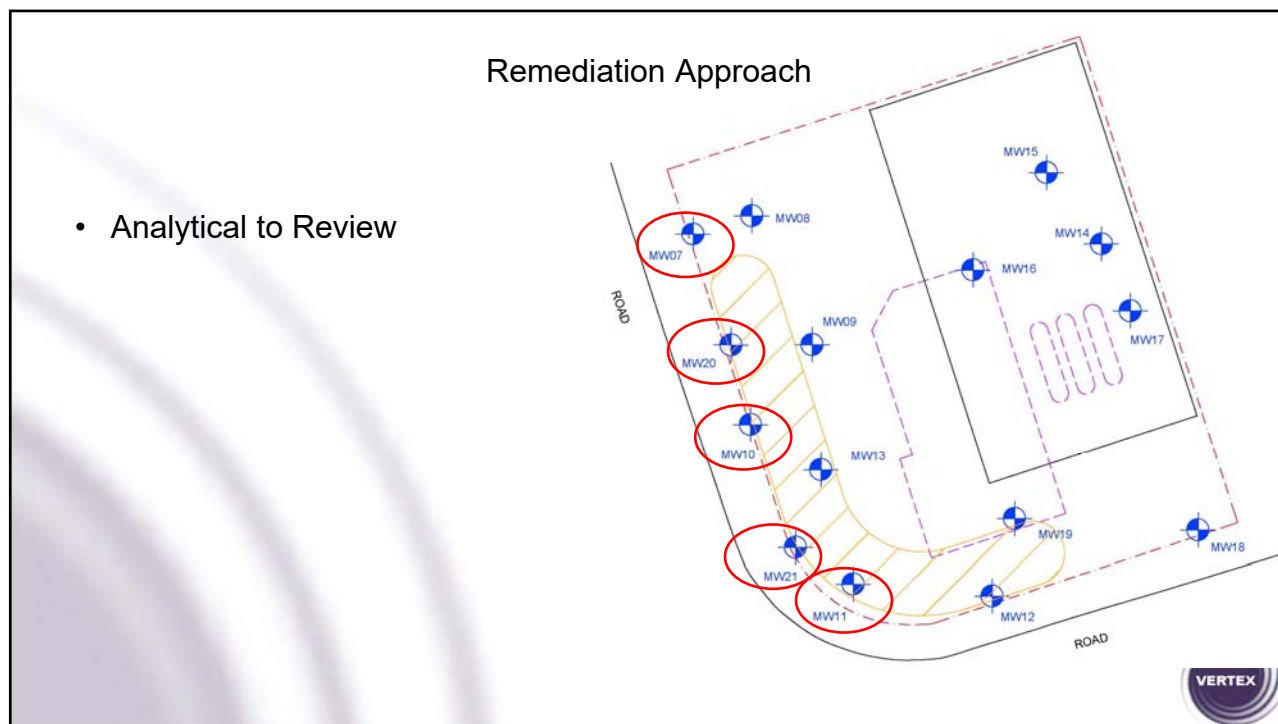 Remediation Approach
• Analytical to Review
MW15
MW08
MW14
MW07
MW16
ROAD
MW17
MW09
MW20
MW13
MW10
MW19
MW18
MW21
MW11
MW12
ROAD
VERTEX